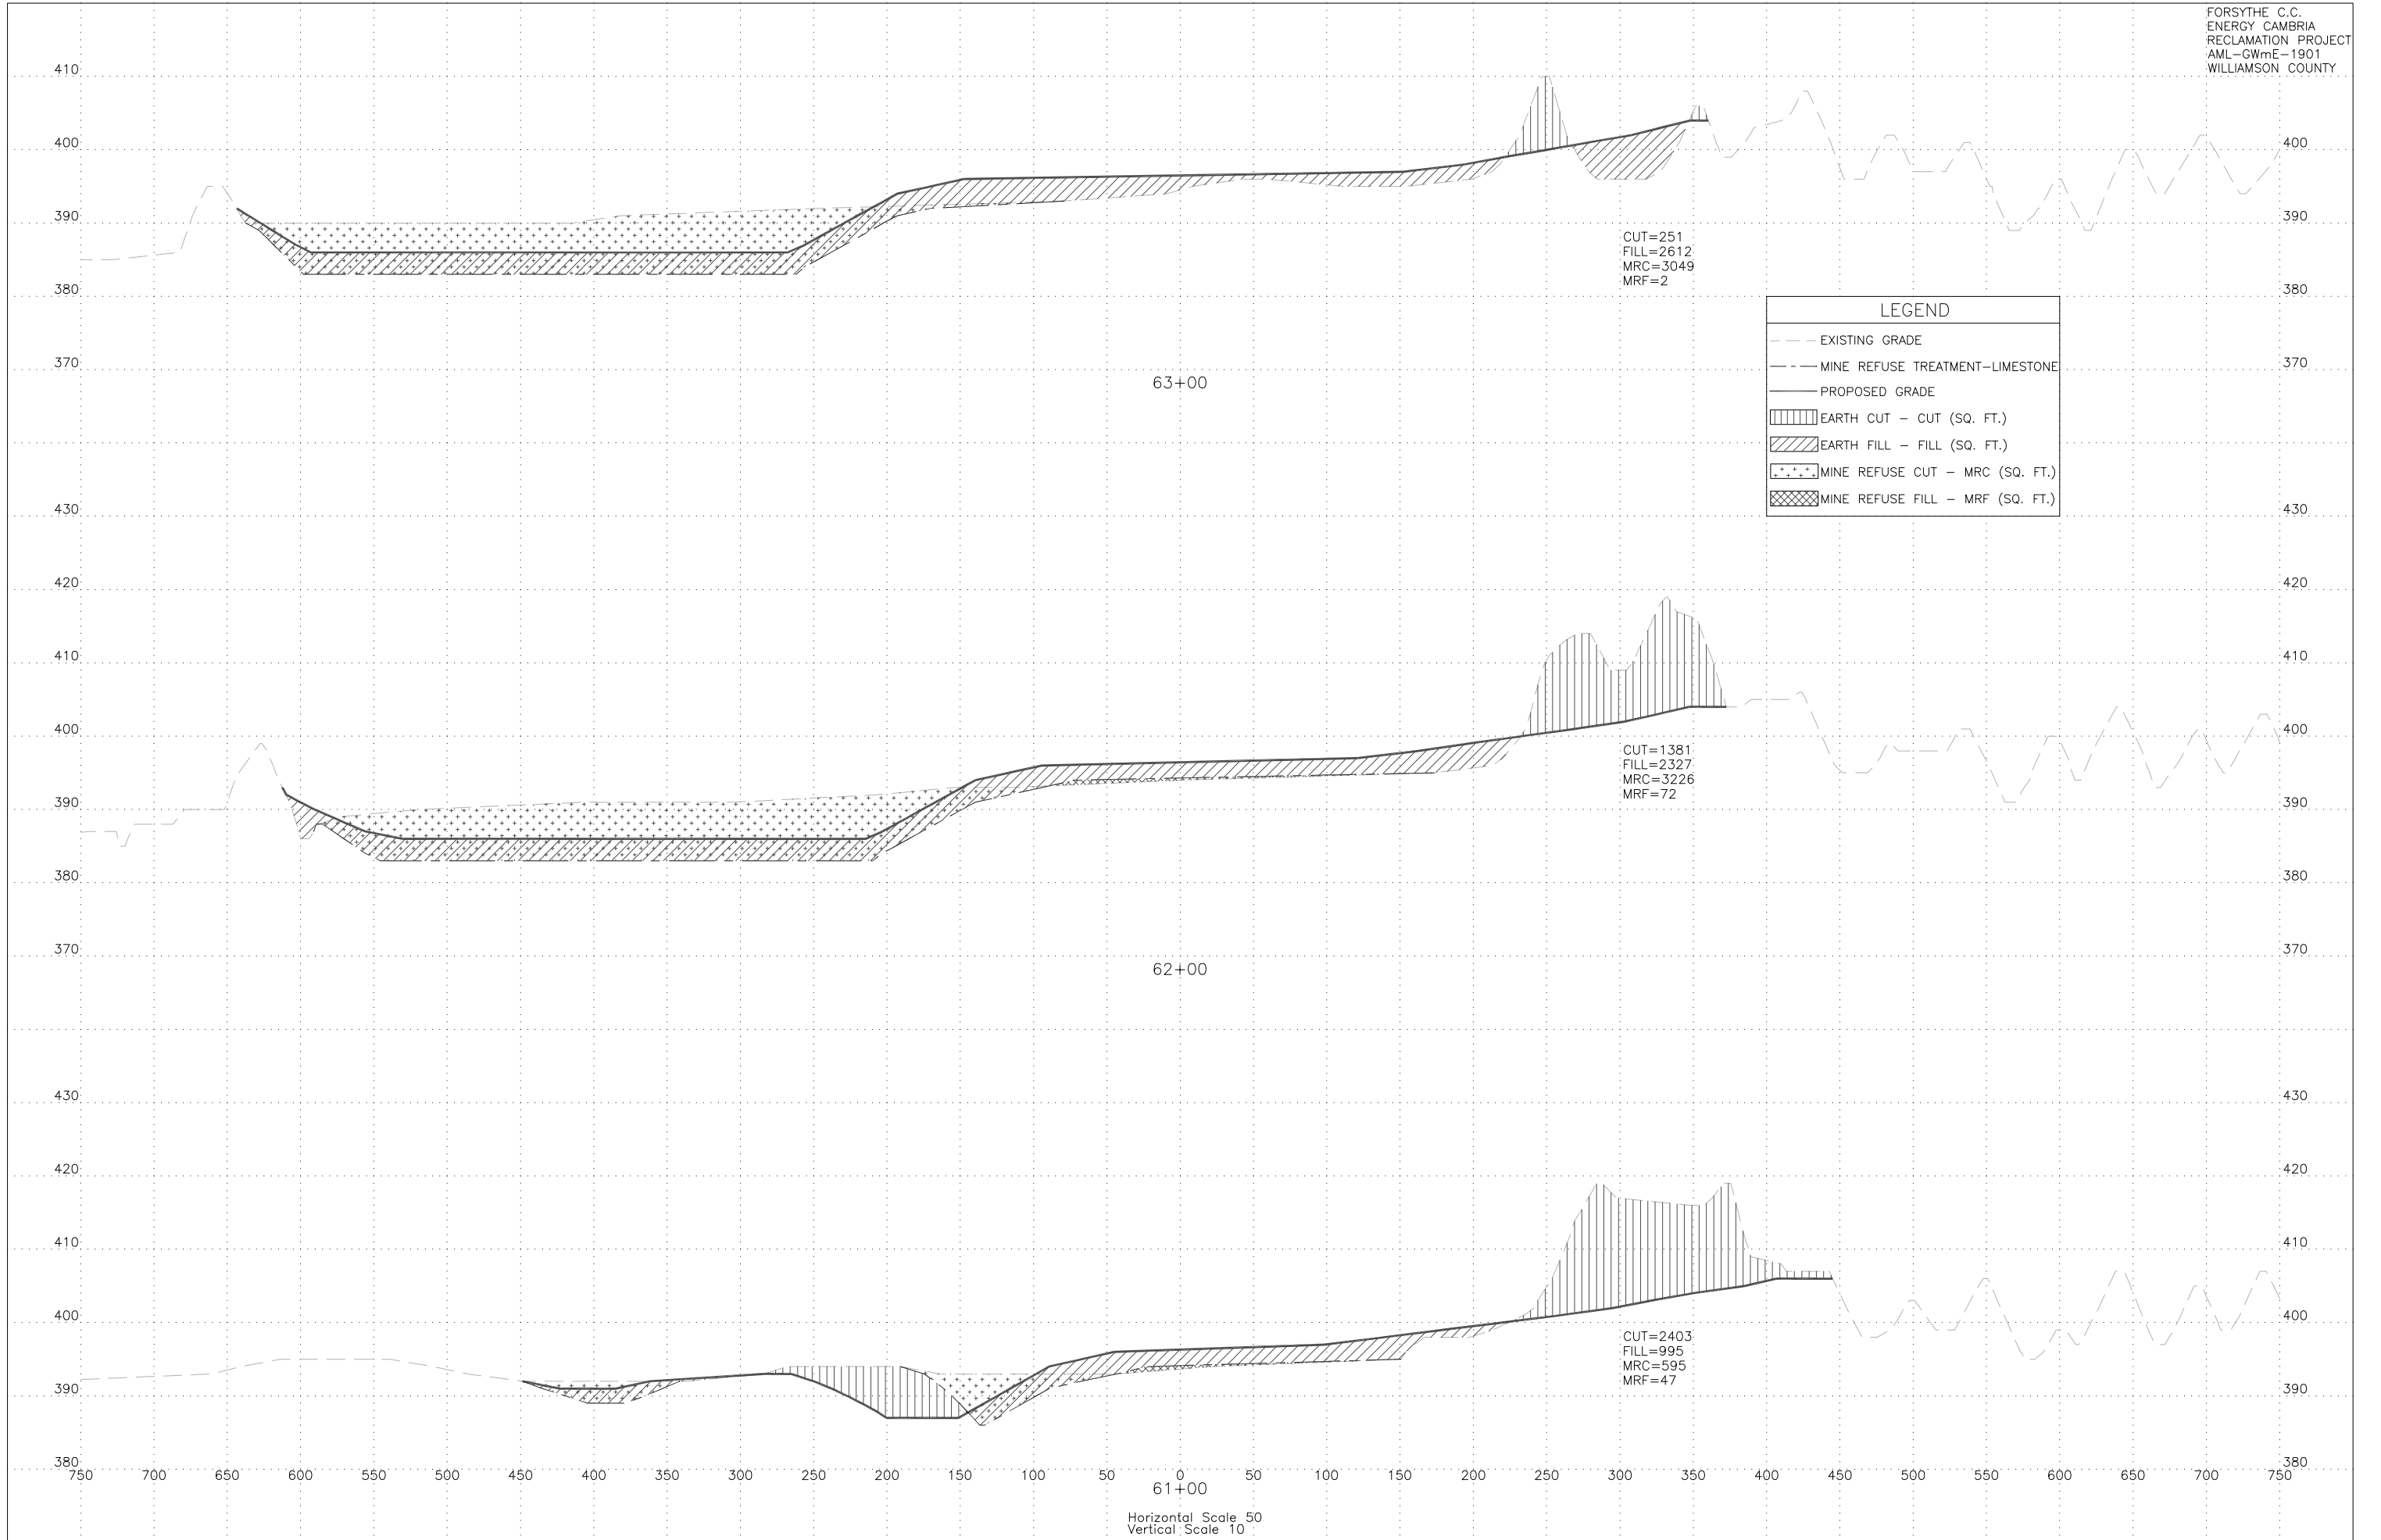 FORSYTHE C.C.
ENERGY CAMBRIA
RECLAMATION PROJECT
AML-GWmE-1901
WILLIAMSON COUNTY
410
400 400
390 390
CUT=251
FILL=2612
MRC=3049
MRF=2
380 380
LEGEND
EXISTING GRADE
MINE REFUSE TREATMENT-LIMESTONE
PROPOSED GRADE
EARTH CUT - CUT (SQ. FT.)
EARTH FILL - FILL (SQ. FT.)
MINE REFUSE CUT - MRC (SQ. FT.)
MINE REFUSE FILL - MRF (SQ. FT.)
370 370
63+00
430 430
420 420
410 410
400 400
CUT=1381
FILL=2327
MRC=3226
MRF=72
390 390
380 380
370 370
62+00
430 430
420 420
410 410
400 400
CUT=2403
FILL=995
MRC=595
MRF=47
390 390
380 380
750 700 650 600 550 500 450 400 350 300 250 200 150 100 50 0 50 100 150 200 250 300 350 400 450 500 550 600 650 700 750
61+00
Horizontal Scale 50
Vertical Scale 10